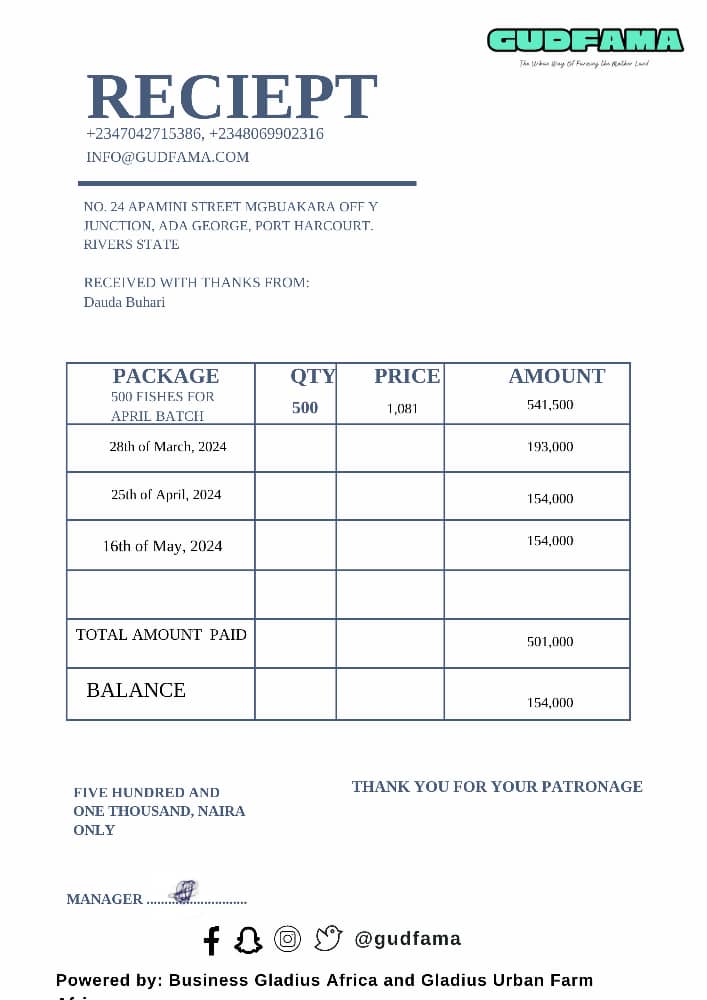 GUDFAMA
The Urban Way Of Farming the Mother Land
RECIEPT
+2347042715386, +2348069902316
INFO@GUDFAMA.COM
NO. 24 APAMINI STREET MGBUAKARA OFF Y
JUNCTION, ADA GEORGE, PORT HARCOURT.
RIVERS STATE
RECEIVED WITH THANKS FROM:
Dauda Buhari
PACKAGE QTY PRICE AMOUNT
500 FISHES FOR
APRIL BATCH 500 1,081 541,500
28th of March, 2024 193,000
25th of April, 2024 154,000
16th of May, 2024 154,000
TOTAL AMOUNT PAID 501,000
BALANCE 154,000
FIVE HUNDRED AND
ONE THOUSAND, NAIRA
ONLY
THANK YOU FOR YOUR PATRONAGE
MANAGER ............................
@gudfama
Powered by: Business Gladius Africa and Gladius Urban Farm